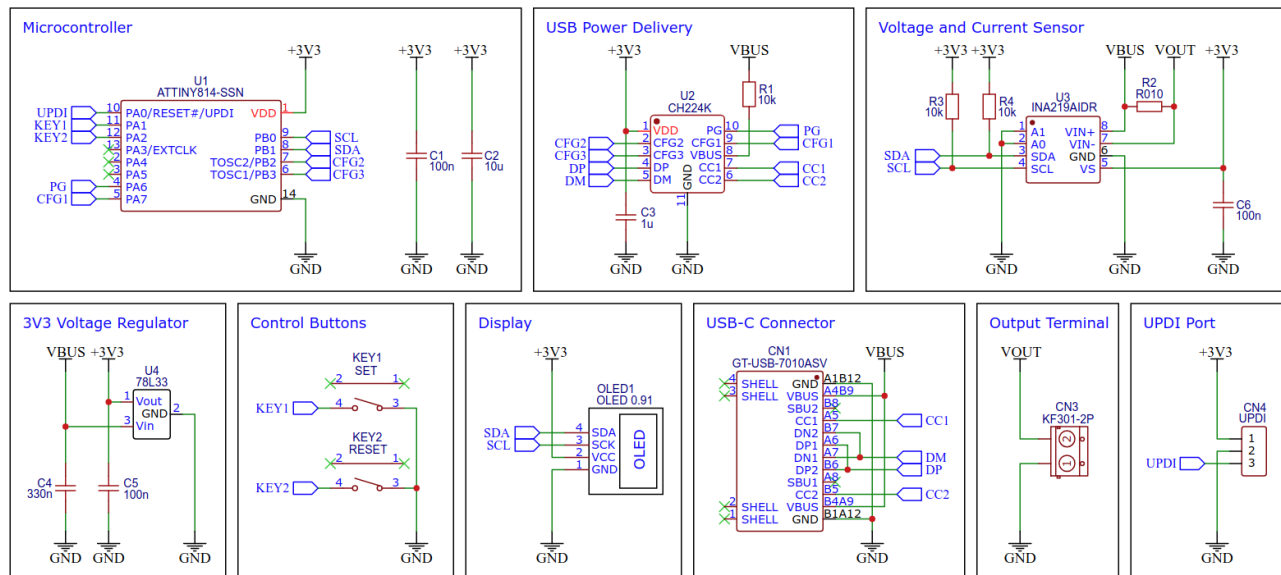 Microcontroller
+3V3
+3V3
+3V3
U1
ATTINY814-SSN
UPDI 10 PA0/RESET#/UPDI VDD 1
KEY1 11 PA1
KEY2 12 PA2 PB0 9 SCL
13 PA3/EXTCLK PB1 8 SDA
2 PA4 TOSC2/PB2 7 CFG2
3 PA5 TOSC1/PB3 6 CFG3
PG 4 PA6
CFG1 5 PA7 GND 14
C1
100n
C2
10u
GND
GND
GND
USB Power Delivery
+3V3
VBUS
R1
10k
U2
CH224K
1 VDD PG 10 PG
CFG2 2 CFG2 CFG1 9 CFG1
CFG3 3 CFG3 VBUS 8
DP 4 DP CC1 7 CC1
DM 5 DM CC2 6 CC2
GND
11
C3
1u
GND
GND
Voltage and Current Sensor
+3V3
+3V3
VBUS
VOUT
+3V3
R3
10k
R4
10k
R2
R010
U3
INA219AIDR
1 A1 VIN+ 8
2 A0 VIN- 7
SDA 3 SDA GND 6
SCL 4 SCL VS 5
C6
100n
GND
GND
GND
3V3 Voltage Regulator
VBUS
+3V3
U4
78L33
1 Vout
GND 2
3 Vin
C4
330n
C5
100n
GND
GND
GND
Control Buttons
KEY1
SET
2 1
KEY1 4 3
KEY2
RESET
2 1
KEY2 4 3
GND
Display
+3V3
OLED1
OLED 0.91
SDA 4 SDA
SCL 3 SCK
2 VCC
1 GND
OLED
GND
USB-C Connector
CN1
GT-USB-7010ASV
VBUS
4 SHELL GND A1B12
3 SHELL VBUS A4B9
SBU2 B8
CC1 A5 CC1
DN2 B7
DP1 A6
DN1 A7 DM
DP2 B6 DP
SBU1 A8
CC2 B5 CC2
2 SHELL VBUS B4A9
1 SHELL GND B1A12
GND
Output Terminal
VOUT
CN3
KF301-2P
2
1
GND
UPDI Port
+3V3
CN4
UPDI
1
2
UPDI 3
GND